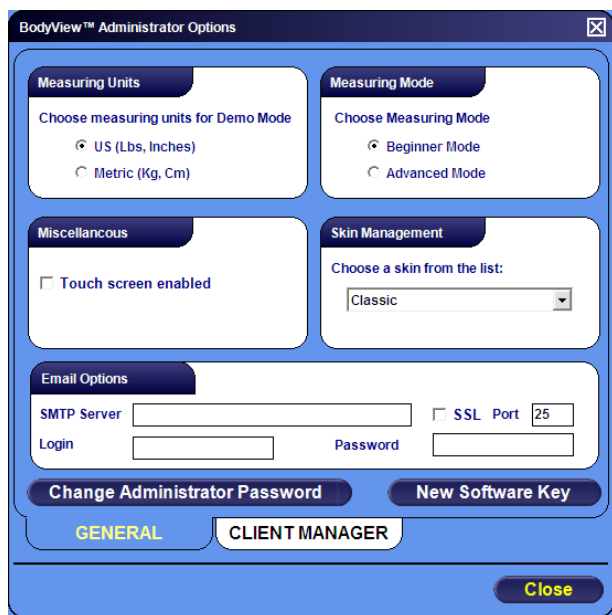 BodyView™ Administrator Options
Measuring Units
Choose measuring units for Demo Mode
US (Lbs, Inches)
Metric (Kg, Cm)
Measuring Mode
Choose Measuring Mode
Beginner Mode
Advanced Mode
Miscellancous
Touch screen enabled
Skin Management
Choose a skin from the list:
Classic
Email Options
SMTP Server SSL Port 25
Login Password
Change Administrator Password New Software Key
GENERAL CLIENT MANAGER
Close